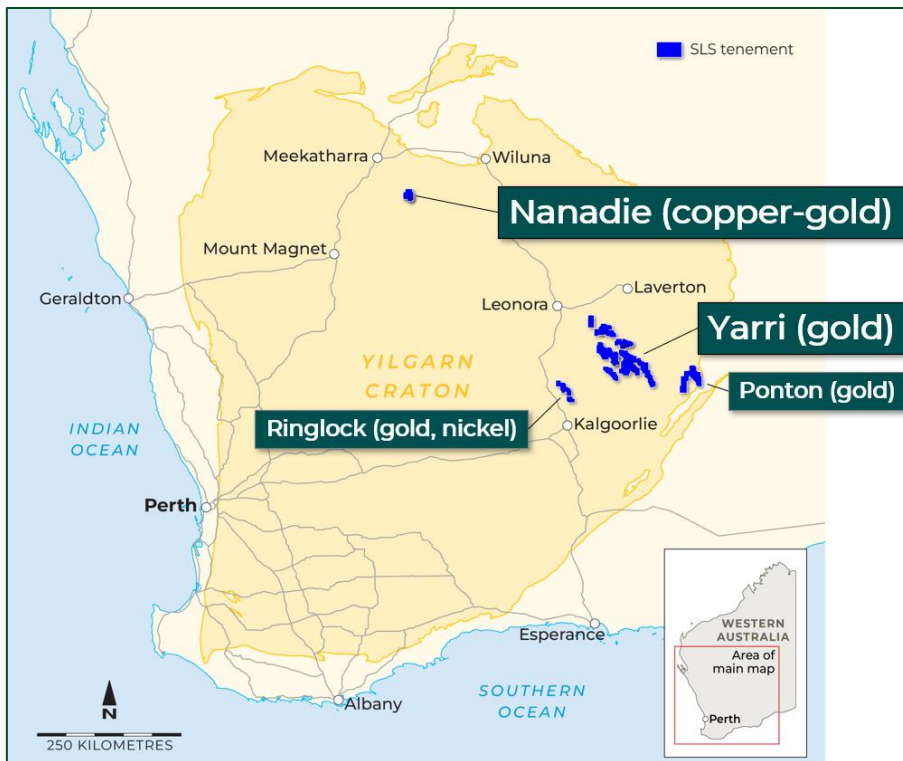 SLS tenement
Meekatharra
Wiluna
Nanadie (copper-gold)
Mount Magnet
Geraldton
Leonora
Laverton
Yarri (gold)
YILGARN
CRATON
Ponton (gold)
Ringlock (gold, nickel)
Kalgoorlie
INDIAN
OCEAN
Perth
Esperance
WESTERN
AUSTRALIA
Area of
main map
Perth
Albany
SOUTHERN
OCEAN
N
250 KILOMETRES